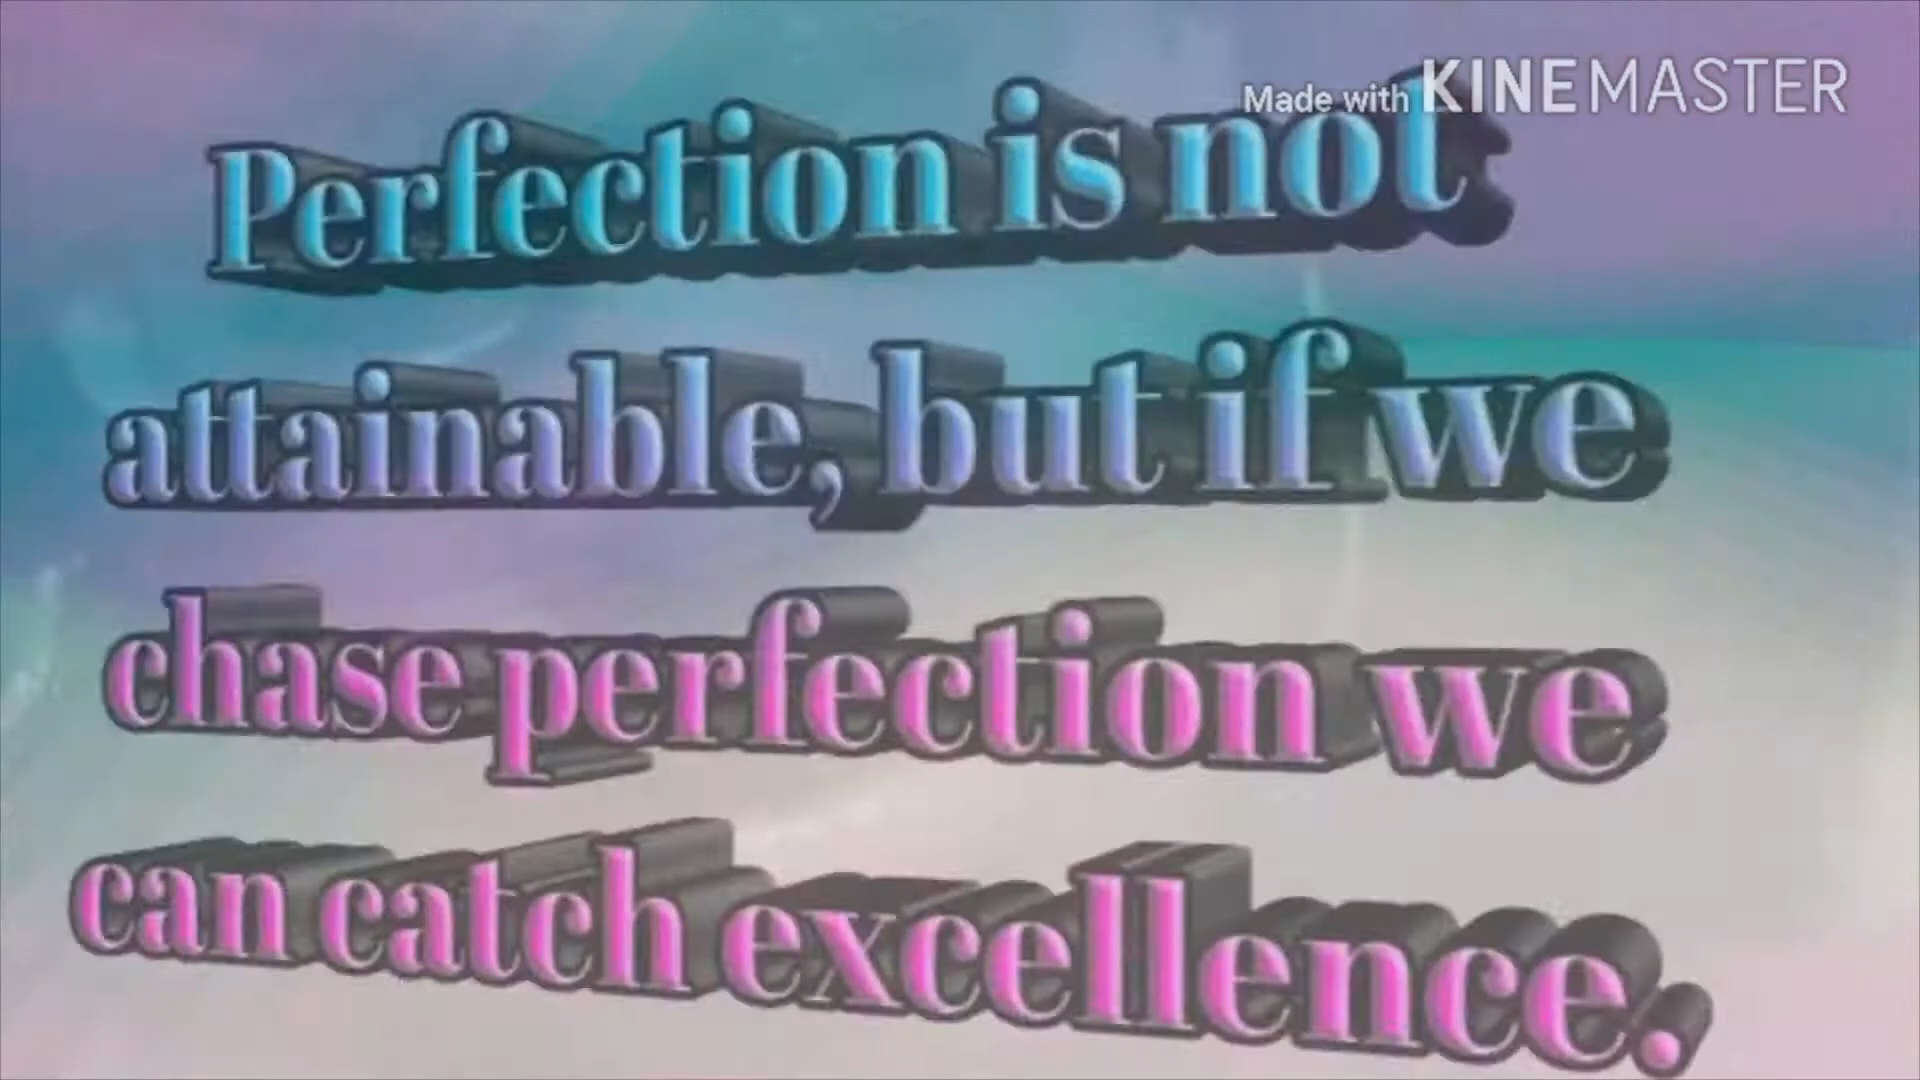 Made with KINEMASTER
Perfection is not
attainable, but if we
chase perfection we
can catch excellence.